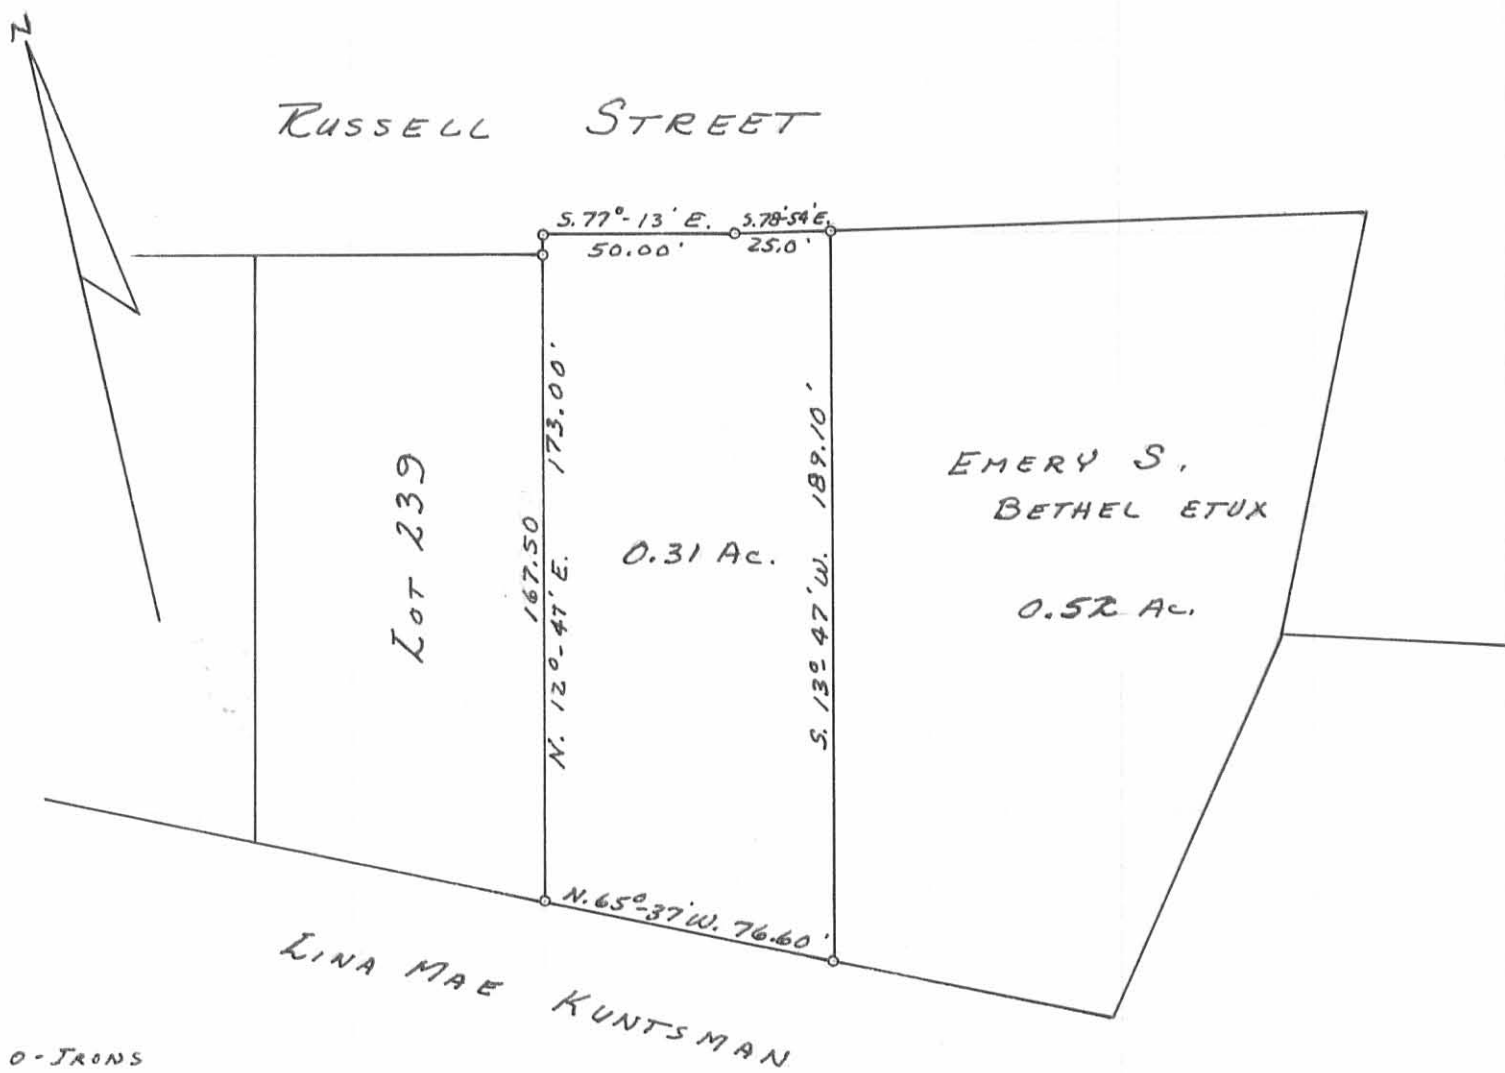 N
RUSSELL STREET
S. 77°-13' E. S. 78°-54' E.
50.00' 25.0'
LOT 239
167.50
N. 12°-47' E. 173.00'
0.31 AC.
S. 13°-47' W. 189.10'
EMERY S.
BETHEL ETUX
0.52 AC.
N. 65°-37' W. 76.60'
LINA MAE KUNTSMAN
O-IRONS